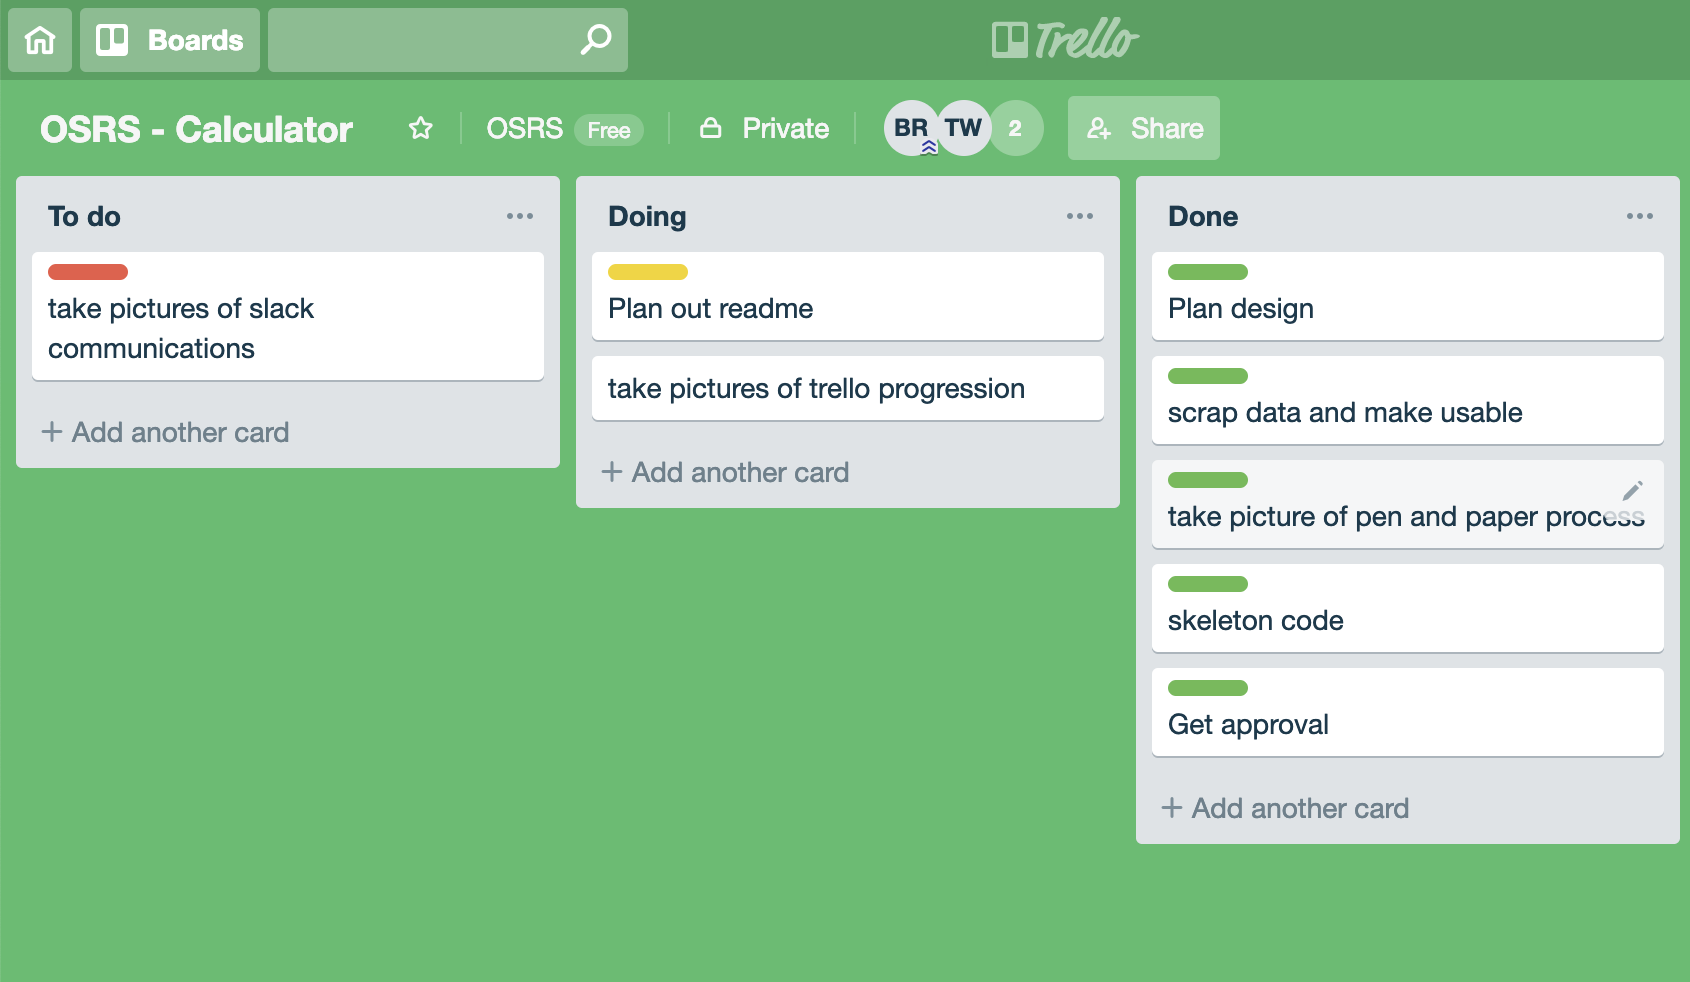 Boards
Trello
OSRS - Calculator
OSRS Free
Private
BR TW 2
Share
To do
take pictures of slack
communications
+ Add another card
Doing
Plan out readme
take pictures of trello progression
+ Add another card
Done
Plan design
scrap data and make usable
take picture of pen and paper process
skeleton code
Get approval
+ Add another card